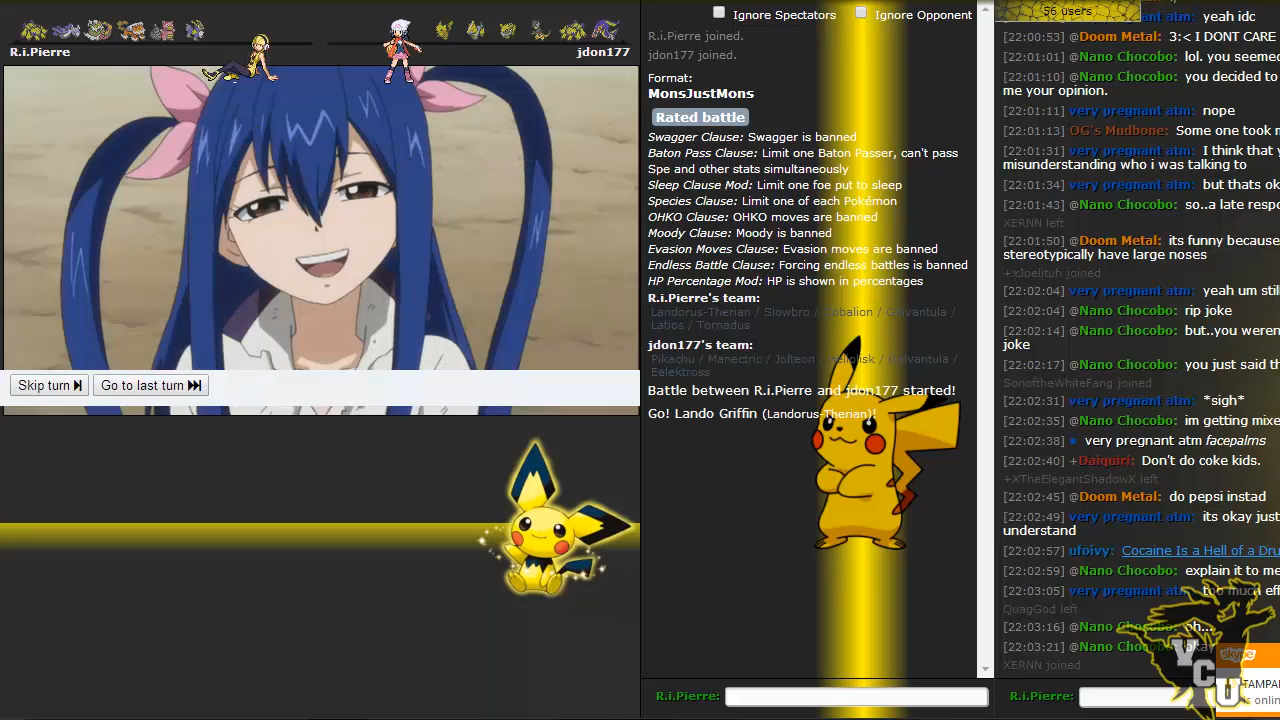 R.i.Pierre
jdon177
Skip turn
Go to last turn
Ignore Spectators
Ignore Opponent
R.i.Pierre joined.
jdon177 joined.
Format:
MonsJustMons
Rated battle
Swagger Clause: Swagger is banned
Baton Pass Clause: Limit one Baton Passer, can't pass
Spe and other stats simultaneously
Sleep Clause Mod: Limit one foe put to sleep
Species Clause: Limit one of each Pokémon
OHKO Clause: OHKO moves are banned
Moody Clause: Moody is banned
Evasion Moves Clause: Evasion moves are banned
Endless Battle Clause: Forcing endless battles is banned
HP Percentage Mod: HP is shown in percentages
R.i.Pierre's team:
Landorus-Therian / Slowbro / Cobalion / Galvantula /
Latios / Tornadus
jdon177's team:
Pikachu / Manectric / Jolteon / Heliolisk / Galvantula /
Eelektross
Battle between R.i.Pierre and jdon177 started!
Go! Lando Griffin (Landorus-Therian)!
R.i.Pierre:
56 users
very pregnant atm: yeah idc
[22:00:53] @Doom Metal: 3:< I DONT CARE
[22:01:01] @Nano Chocobo: lol. you seemed
[22:01:10] @Nano Chocobo: you decided to
me your opinion.
[22:01:11] very pregnant atm: nope
[22:01:13] OG's Mudbone: Some one took m
[22:01:31] very pregnant atm: I think that y
misunderstanding who i was talking to
[22:01:34] very pregnant atm: but thats ok
[22:01:43] @Nano Chocobo: so..a late respo
XERNN left
[22:01:50] @Doom Metal: its funny because
stereotypically have large noses
+xJoelituh joined
[22:02:04] very pregnant atm: yeah um still
[22:02:04] @Nano Chocobo: rip joke
[22:02:14] @Nano Chocobo: but..you weren
joke
[22:02:17] @Nano Chocobo: you just said th
SonoftheWhiteFang joined
[22:02:31] very pregnant atm: *sigh*
[22:02:35] @Nano Chocobo: im getting mixe
[22:02:38] • very pregnant atm facepalms
[22:02:40] +Daiquiri: Don't do coke kids.
+XTheElegantShadowX left
[22:02:45] @Doom Metal: do pepsi instad
[22:02:49] very pregnant atm: its okay just
understand
[22:02:57] ufoivy: Cocaine Is a Hell of a Dru
[22:02:59] @Nano Chocobo: explain it to me
[22:03:05] very pregnant atm: too much eff
QuagGod left
[22:03:16] @Nano Chocobo: oh...
[22:03:21] @Nano Chocobo: okay
XERNN joined
R.i.Pierre:
YCU
skype
TAMPA
s onlin